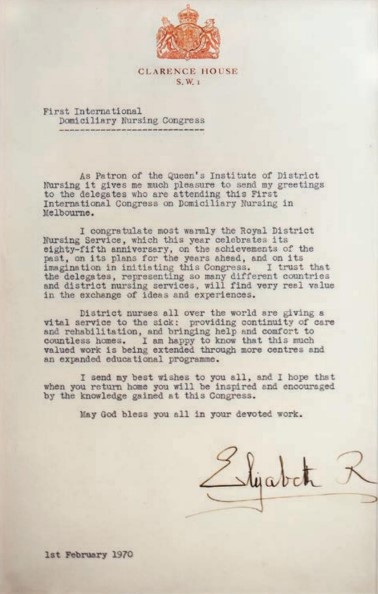 CLARENCE HOUSE
S.W. 1
First International
Domiciliary Nursing Congress
As Patron of the Queen's Institute of District
Nursing it gives me much pleasure to send my greetings
to the delegates who are attending this First
International Congress on Domiciliary Nursing in
Melbourne.
I congratulate most warmly the Royal District
Nursing Service, which this year celebrates its
eighty-fifth anniversary, on the achievements of the
past, on its plans for the years ahead, and on its
imagination in initiating this Congress. I trust that
the delegates, representing so many different countries
and district nursing services, will find very real value
in the exchange of ideas and experiences.
District nurses all over the world are giving a
vital service to the sick: providing continuity of care
and rehabilitation, and bringing help and comfort to
countless homes. I am happy to know that this much
valued work is being extended through more centres and
an expanded educational programme.
I send my best wishes to you all, and I hope that
when you return home you will be inspired and encouraged
by the knowledge gained at this Congress.
May God bless you all in your devoted work.
Elizabeth R
1st February 1970